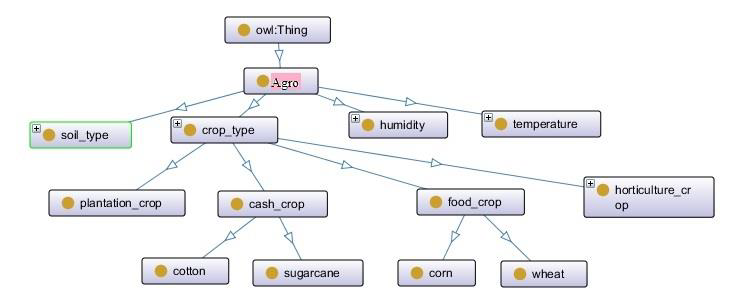 owl:Thing
Agro
soil_type
crop_type
humidity
temperature
plantation_crop
cash_crop
food_crop
horticulture_cr
op
cotton
sugarcane
corn
wheat